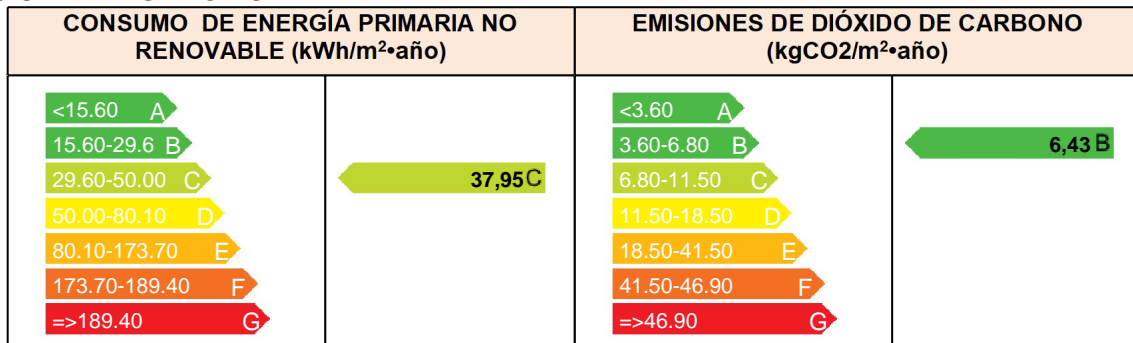 CONSUMO DE ENERGÍA PRIMARIA NO
RENOVABLE (kWh/m²•año)
<15.60 A
15.60-29.6 B
29.60-50.00 C
50.00-80.10 D
80.10-173.70 E
173.70-189.40 F
=>189.40 G
37,95 C
EMISIONES DE DIÓXIDO DE CARBONO
(kgCO2/m²•año)
<3.60 A
3.60-6.80 B
6.80-11.50 C
11.50-18.50 D
18.50-41.50 E
41.50-46.90 F
=>46.90 G
6,43 B